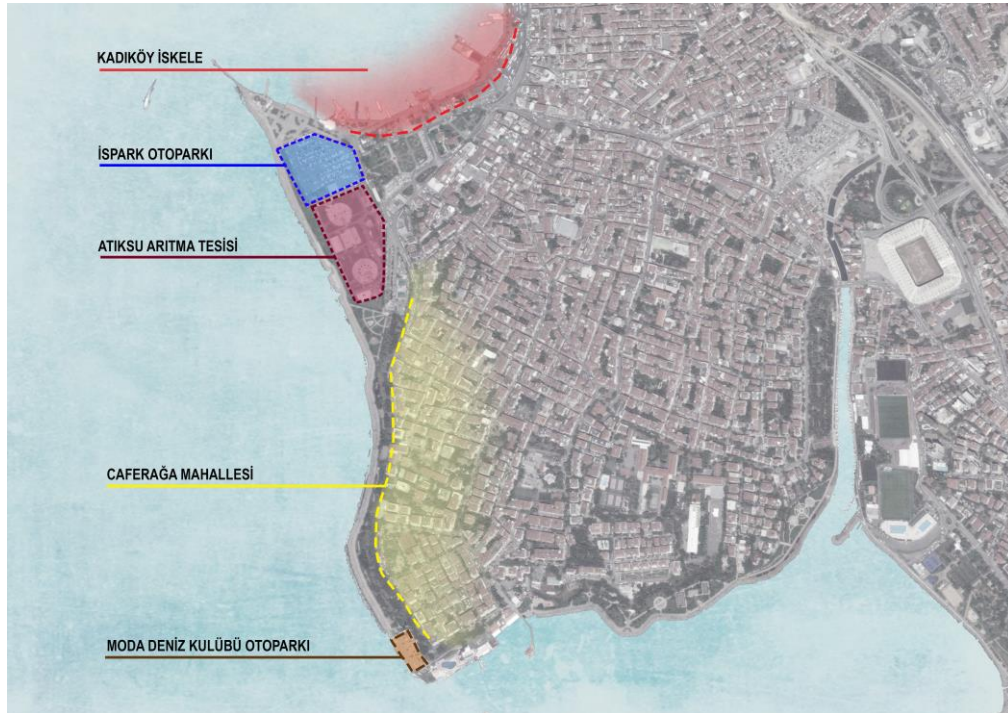 KADIKÖY İSKELE
İSPARK OTOPARKI
ATIKSU ARITMA TESİSİ
CAFERAĞA MAHALLESİ
MODA DENİZ KULÜBÜ OTOPARKI